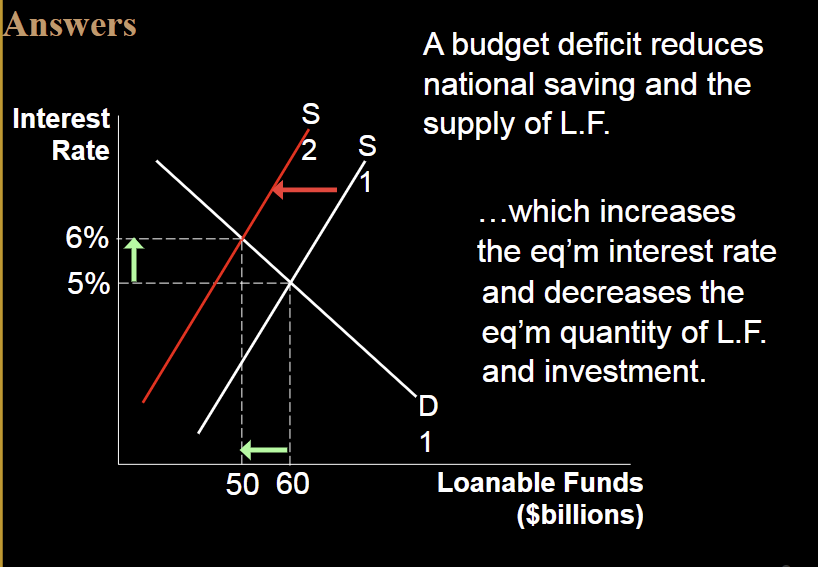 Answers
A budget deficit reduces
national saving and the
supply of L.F.
Interest
Rate
S
2
S
1
…which increases
the eq’m interest rate
and decreases the
eq’m quantity of L.F.
and investment.
6%
5%
D
1
50 60
Loanable Funds
($billions)